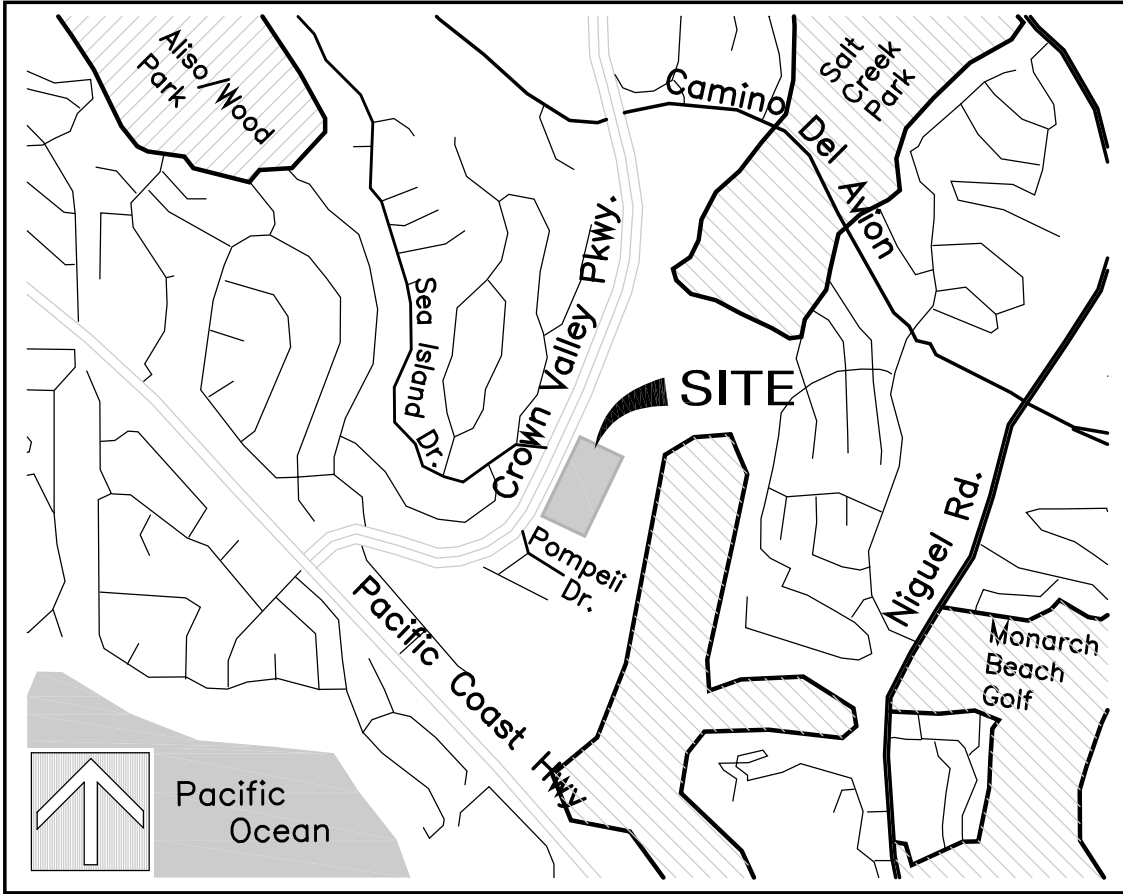 Aliso/Wood
Park
Salt
Creek
Park
Camino Del Avion
Crown Valley Pkwy.
Sea Island Dr.
SITE
Pompeii
Dr.
Niguel Rd.
Pacific Coast Hwy
Monarch
Beach
Golf
Pacific
Ocean